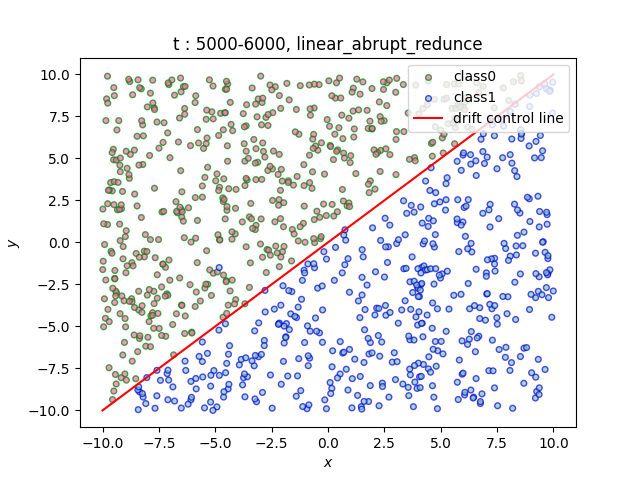 t : 5000-6000, linear_abrupt_redunce
class0
class1
drift control line
y
10.0
7.5
5.0
2.5
0.0
−2.5
−5.0
−7.5
−10.0
−10.0 −7.5 −5.0 −2.5 0.0 2.5 5.0 7.5 10.0
x